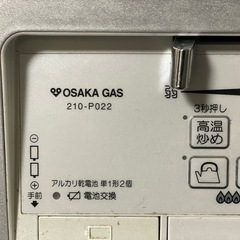 OSAKA GAS
210-P022
3秒押し
高温
炒め
⊖
⊕
手前
アルカリ乾電池 単1形2個
電池交換